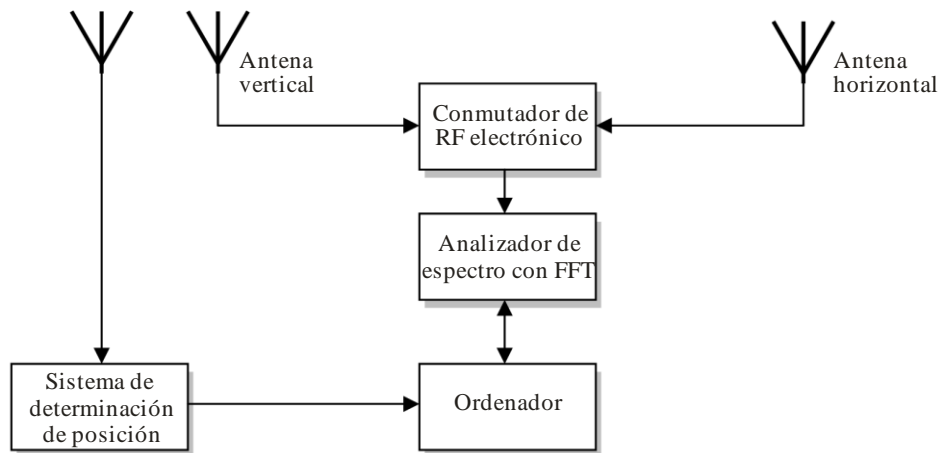 Antena
vertical
Antena
horizontal
Conmutador de
RF electrónico
Analizador de
espectro con FFT
Sistema de
determinación
de posición
Ordenador